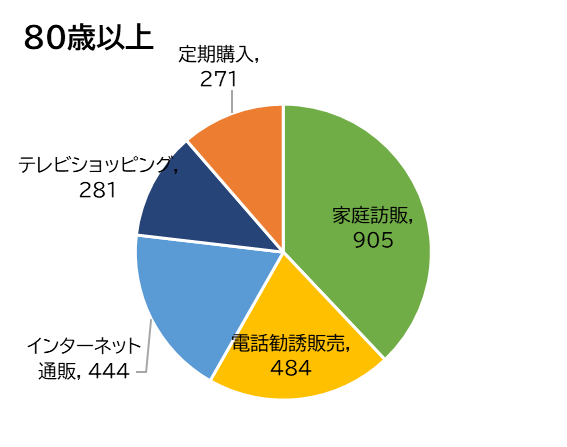 80歳以上
定期購入,
271
テレビショッピング,
281
家庭訪販,
905
インターネット
通販, 444
電話勧誘販売,
484